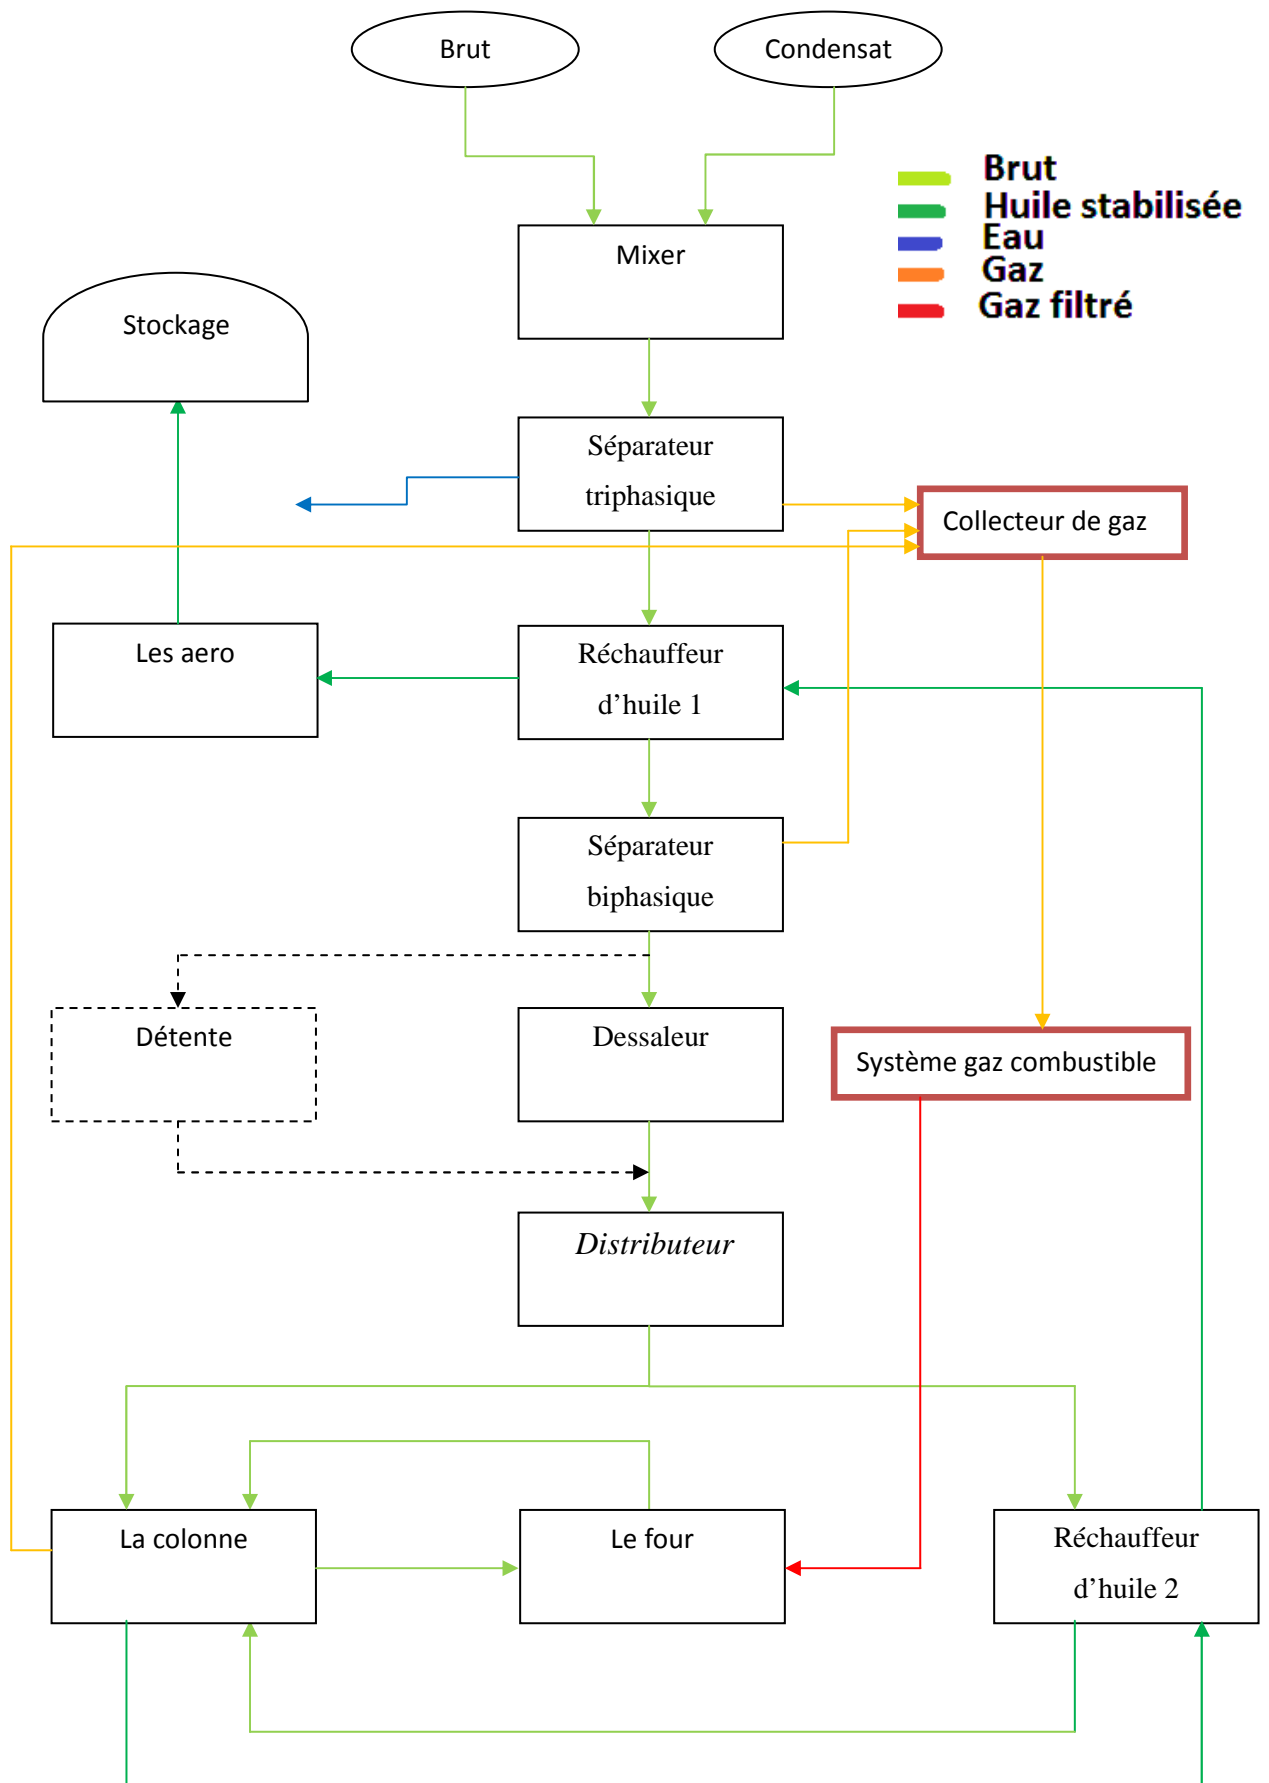 Brut
Condensat
Brut
Huile stabilisée
Eau
Gaz
Gaz filtré
Mixer
Stockage
Séparateur
triphasique
Collecteur de gaz
Les aero
Réchauffeur
d’huile 1
Séparateur
biphasique
Détente
Dessaleur
Système gaz combustible
Distributeur
La colonne
Le four
Réchauffeur
d’huile 2